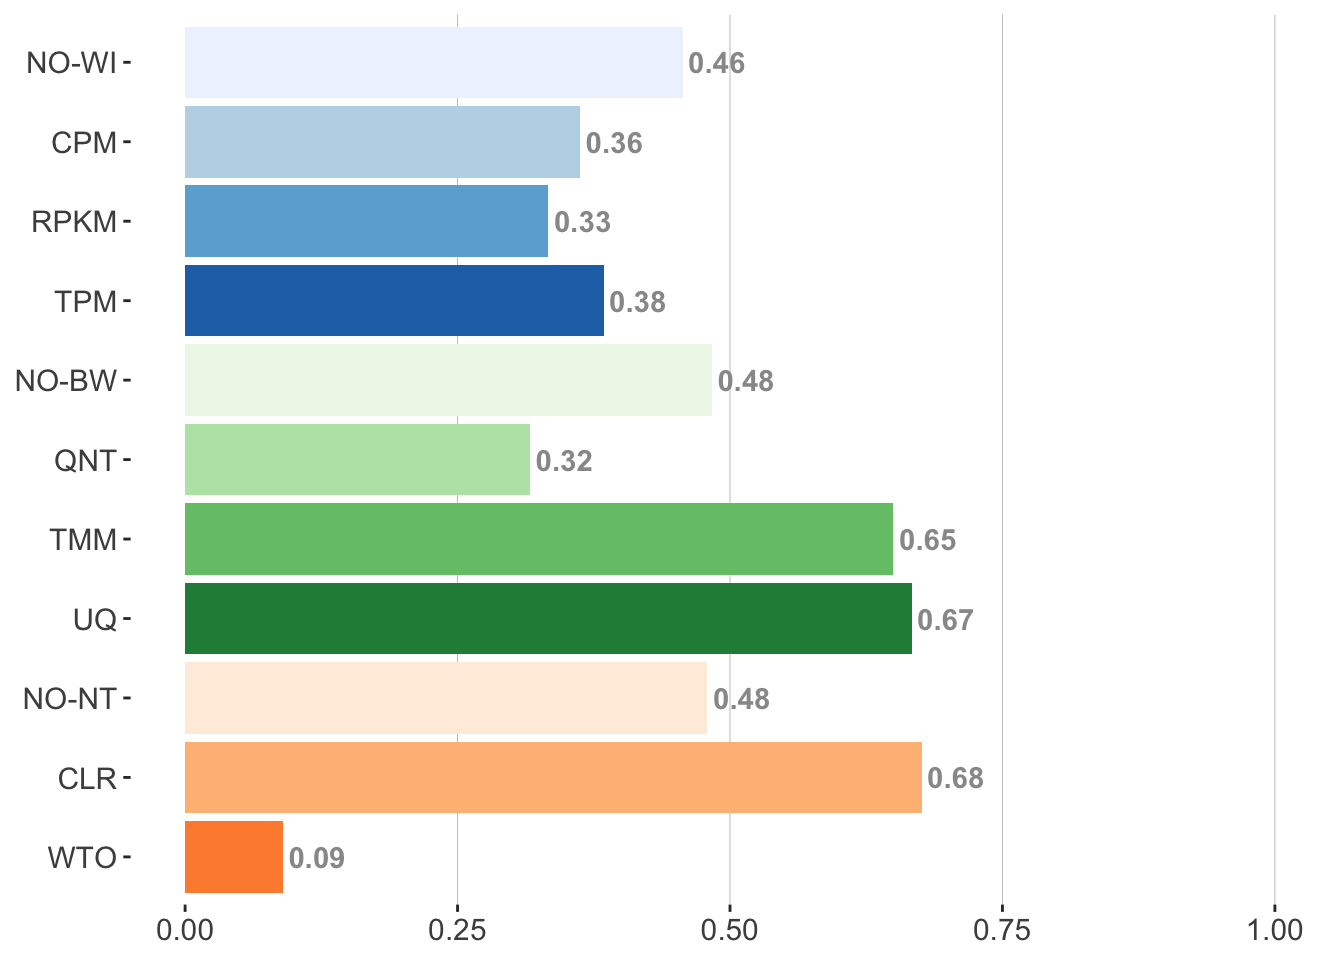 NO-WI 0.46
CPM 0.36
RPKM 0.33
TPM 0.38
NO-BW 0.48
QNT 0.32
TMM 0.65
UQ 0.67
NO-NT 0.48
CLR 0.68
WTO 0.09
0.00 0.25 0.50 0.75 1.00